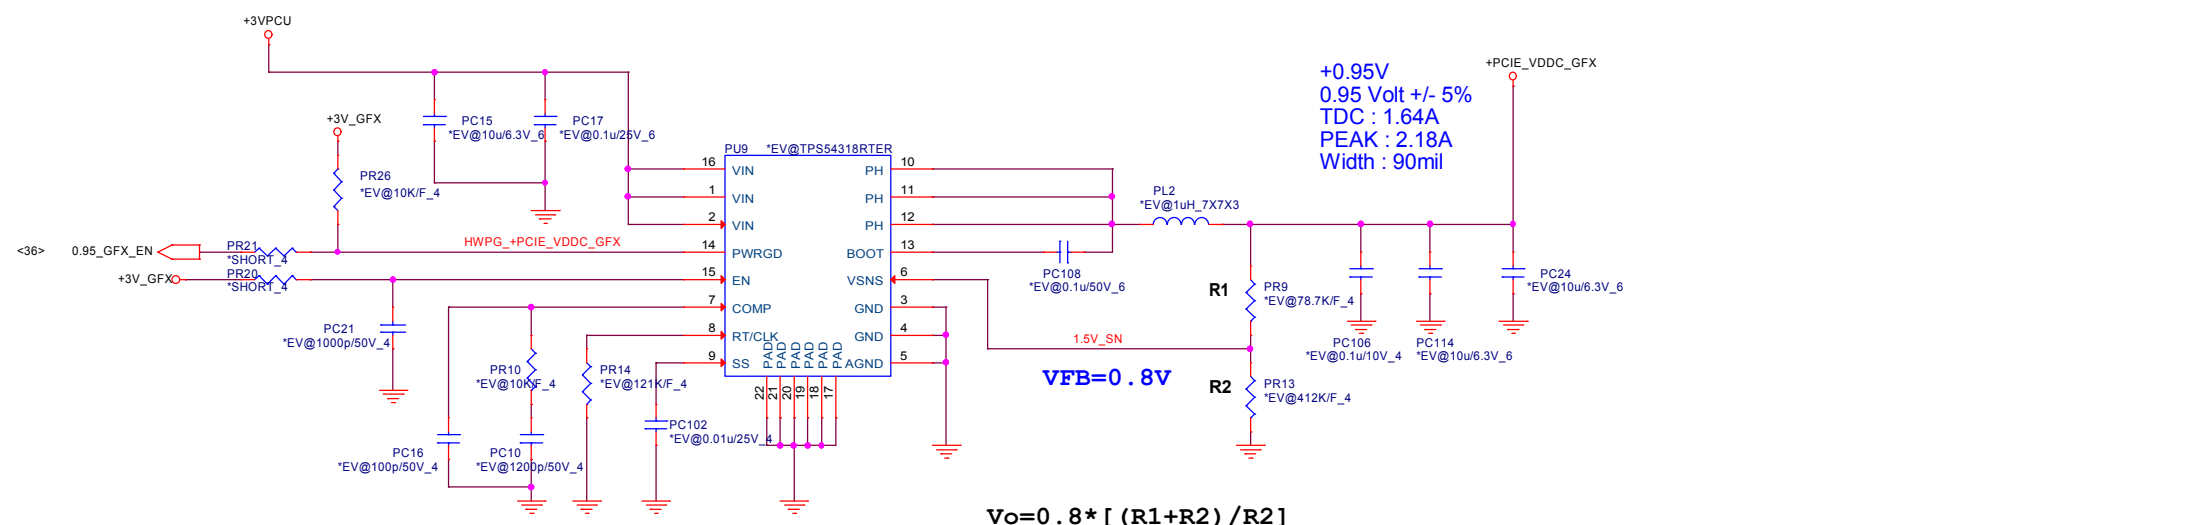 +3VPCU
+3V_GFX
PR26
*EV@10K/F_4
PC15
*EV@10u/6.3V_6
PC17
*EV@0.1u/25V_6
<36>
0.95_GFX_EN
PR21
*SHORT_4
+3V_GFX
PR20
*SHORT_4
HWPG_+PCIE_VDDC_GFX
PC21
*EV@1000p/50V_4
PC16
*EV@100p/50V_4
PR10
*EV@10K/F_4
PC10
*EV@1200p/50V_4
PR14
*EV@121K/F_4
PC102
*EV@0.01u/25V_4
PU9
*EV@TPS54318RTER
16 VIN
1 VIN
2 VIN
14 PWRGD
15 EN
7 COMP
8 RT/CLK
9 SS
PH 10
PH 11
PH 12
BOOT 13
VSNS 6
GND 3
GND 4
AGND 5
PAD 22
PAD 21
PAD 20
PAD 19
PAD 18
PAD 17
PC108
*EV@0.1u/50V_6
PL2
*EV@1uH_7X7X3
+0.95V
0.95 Volt +/- 5%
TDC : 1.64A
PEAK : 2.18A
Width : 90mil
+PCIE_VDDC_GFX
R1
PR9
*EV@78.7K/F_4
1.5V_SN
VFB=0.8V
R2
PR13
*EV@412K/F_4
PC106
*EV@0.1u/10V_4
PC114
*EV@10u/6.3V_6
PC24
*EV@10u/6.3V_6
Vo=0.8*[(R1+R2)/R2]